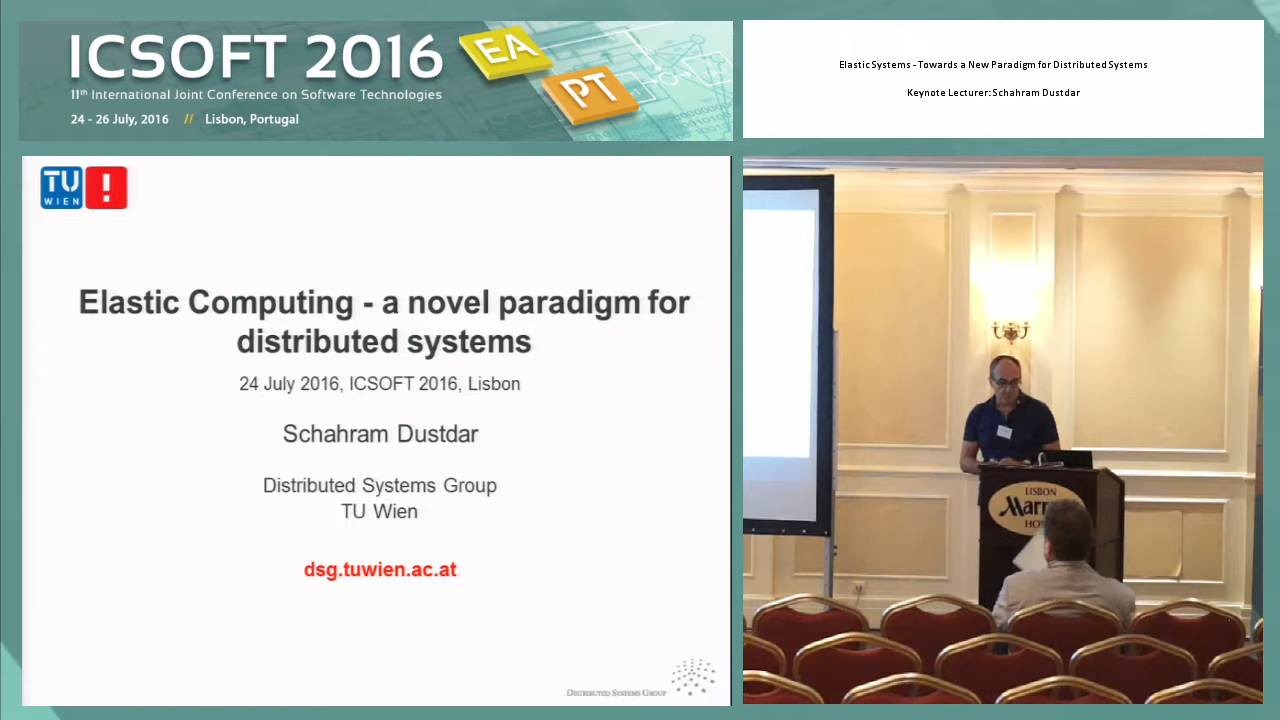 ICSOFT 2016
11th International Joint Conference on Software Technologies
24 - 26 July, 2016 // Lisbon, Portugal
EA
PT
Elastic Systems - Towards a New Paradigm for Distributed Systems
Keynote Lecturer: Schahram Dustdar
TU
WIEN
!
Elastic Computing - a novel paradigm for
distributed systems
24 July 2016, ICSOFT 2016, Lisbon
Schahram Dustdar
Distributed Systems Group
TU Wien
dsg.tuwien.ac.at
DISTRIBUTED SYSTEMS GROUP
LISBON